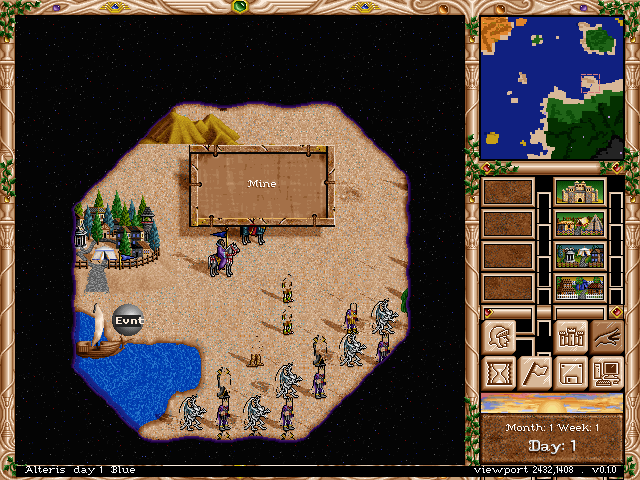 Mine
Evnt
Month: 1 Week: 1
Day: 1
Alteris day 1 Blue
viewport 2432,1408 . v0.1.0